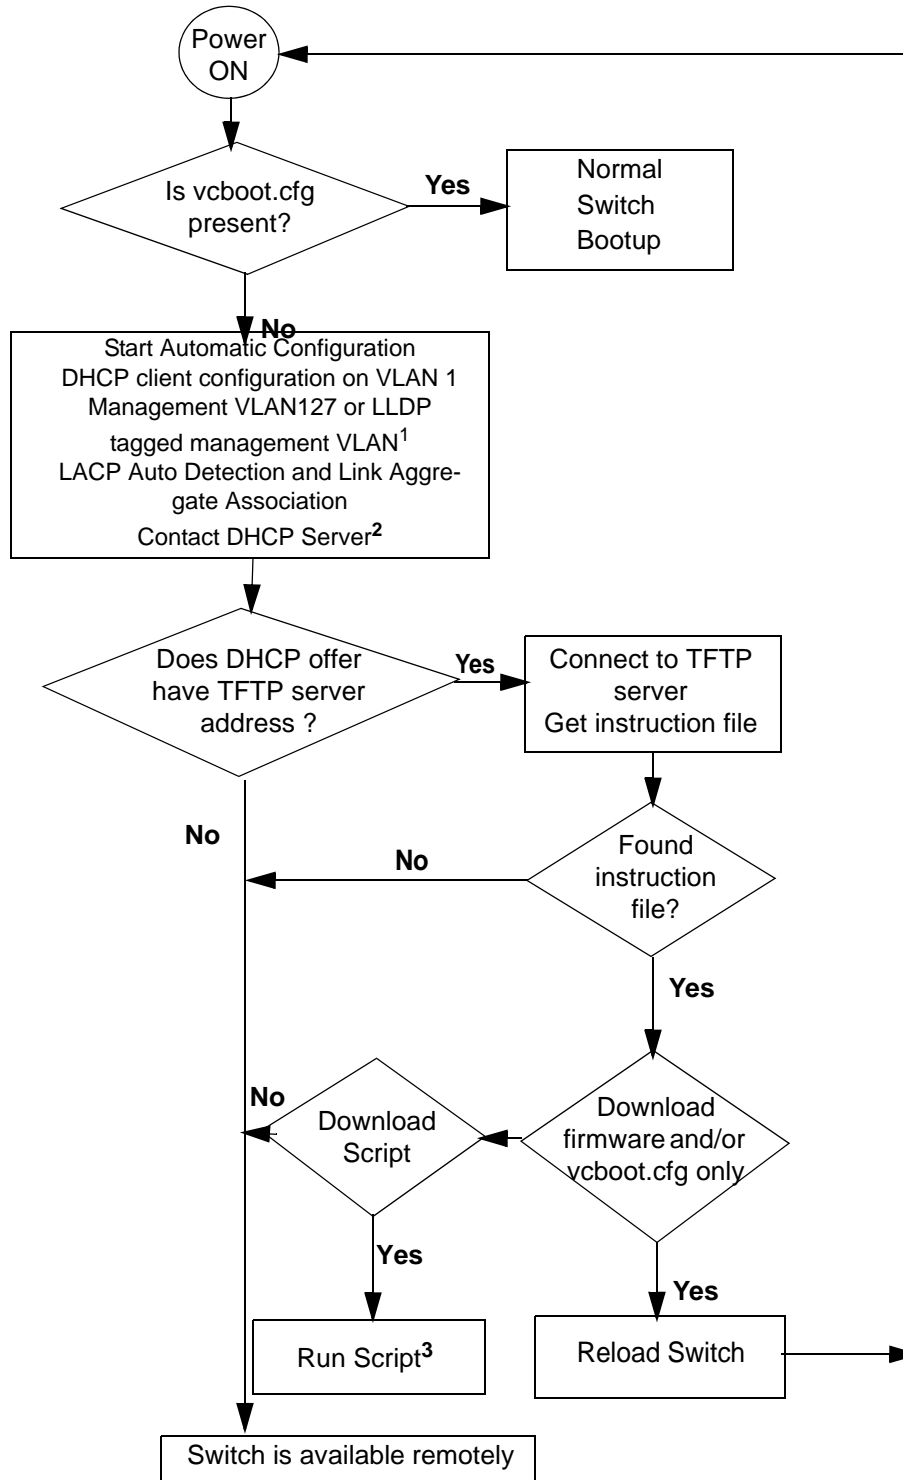 Power
ON
Is vcboot.cfg
present?
Yes
Normal
Switch
Bootup
No
Start Automatic Configuration
DHCP client configuration on VLAN 1
Management VLAN127 or LLDP
tagged management VLAN1
LACP Auto Detection and Link Aggre-
gate Association
Contact DHCP Server2
Does DHCP offer
have TFTP server
address ?
Yes
Connect to TFTP
server
Get instruction file
No
No
Found
instruction
file?
Yes
No
Download
Script
Download
firmware and/or
vcboot.cfg only
Yes
Yes
Run Script3
Reload Switch
Switch is available remotely